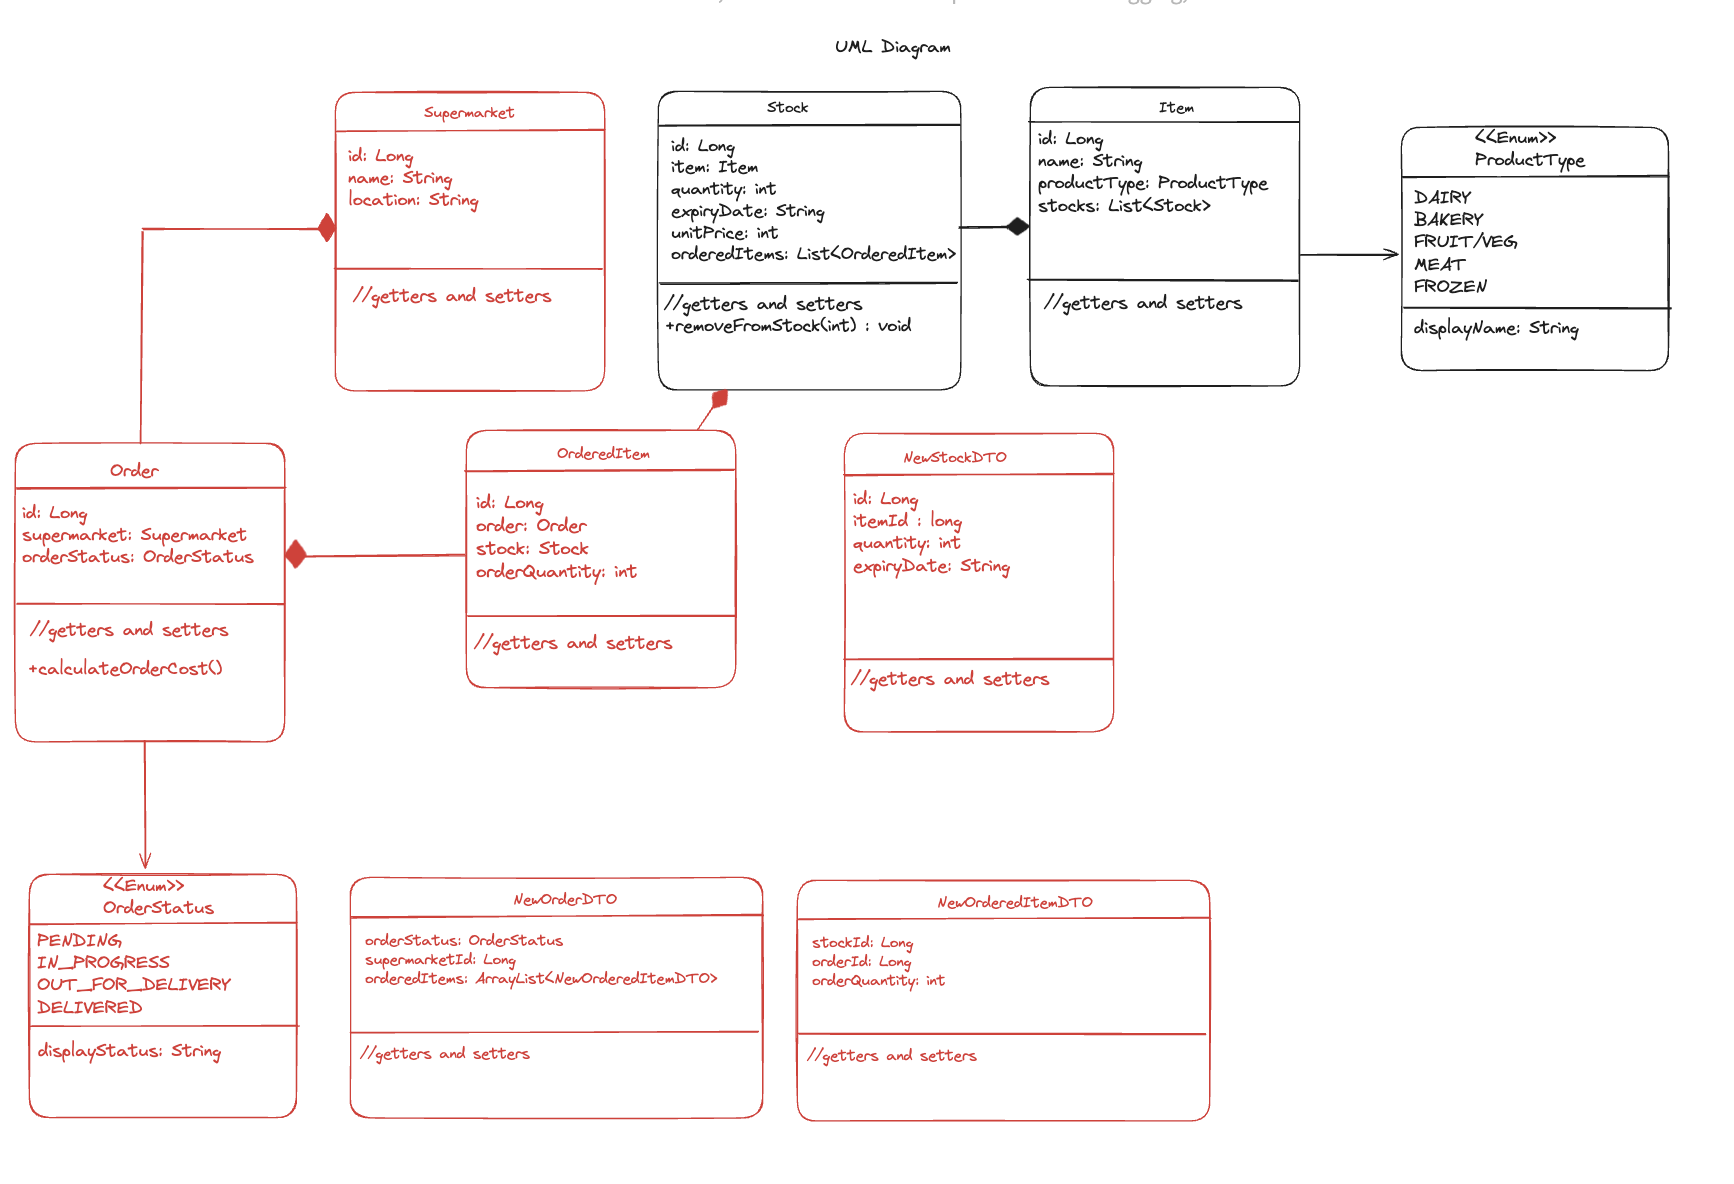 UML Diagram
Supermarket
id: Long
name: String
location: String
//getters and setters
Stock
id: Long
item: Item
quantity: int
expiryDate: String
unitPrice: int
orderedItems: List<OrderedItem>
//getters and setters
+removeFromStock(int) : void
Item
id: Long
name: String
productType: ProductType
stocks: List<Stock>
//getters and setters
<<Enum>>
ProductType
DAIRY
BAKERY
FRUIT/VEG
MEAT
FROZEN
displayName: String
Order
id: Long
supermarket: Supermarket
orderStatus: OrderStatus
//getters and setters
+calculateOrderCost()
OrderedItem
id: Long
order: Order
stock: Stock
orderQuantity: int
//getters and setters
NewStockDTO
id: Long
itemId : long
quantity: int
expiryDate: String
//getters and setters
<<Enum>>
OrderStatus
PENDING
IN_PROGRESS
OUT_FOR_DELIVERY
DELIVERED
displayStatus: String
NewOrderDTO
orderStatus: OrderStatus
supermarketId: Long
orderedItems: ArrayList<NewOrderedItemDTO>
//getters and setters
NewOrderedItemDTO
stockId: Long
orderId: Long
orderQuantity: int
//getters and setters